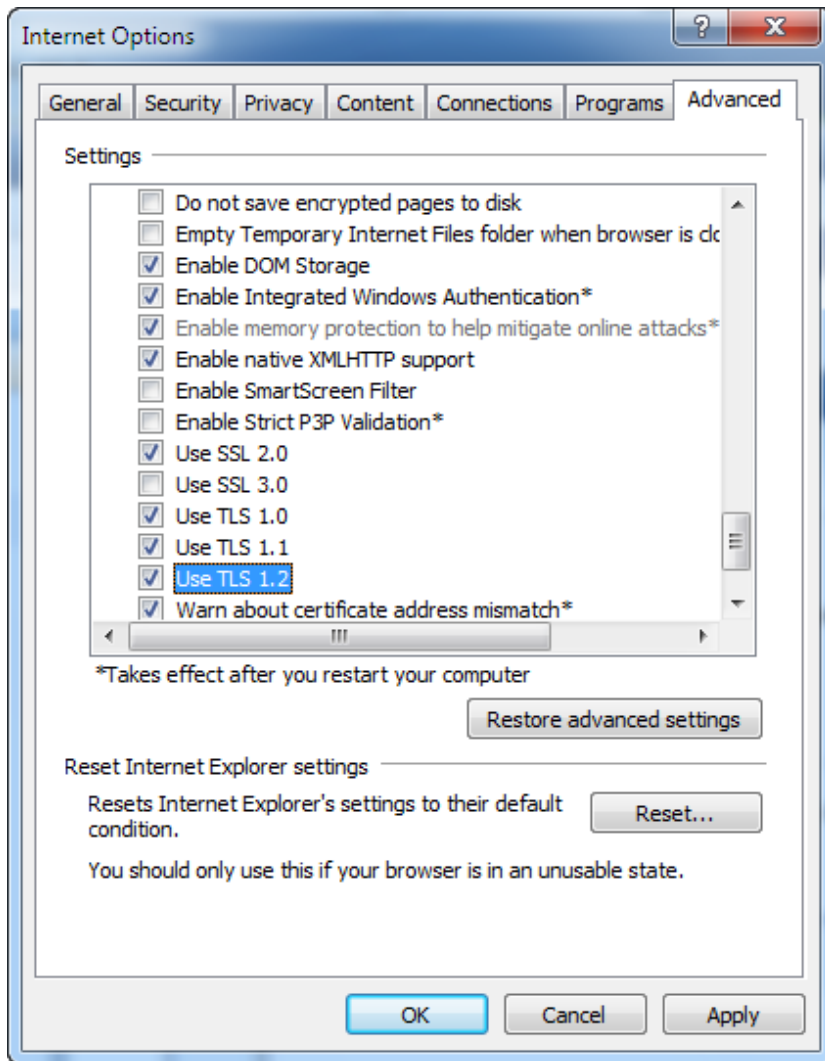 Internet Options
General Security Privacy Content Connections Programs Advanced
Settings
Do not save encrypted pages to disk
Empty Temporary Internet Files folder when browser is clc
Enable DOM Storage
Enable Integrated Windows Authentication*
Enable memory protection to help mitigate online attacks*
Enable native XMLHTTP support
Enable SmartScreen Filter
Enable Strict P3P Validation*
Use SSL 2.0
Use SSL 3.0
Use TLS 1.0
Use TLS 1.1
Use TLS 1.2
Warn about certificate address mismatch*
*Takes effect after you restart your computer
Restore advanced settings
Reset Internet Explorer settings
Resets Internet Explorer's settings to their default
condition.
Reset...
You should only use this if your browser is in an unusable state.
OK Cancel Apply